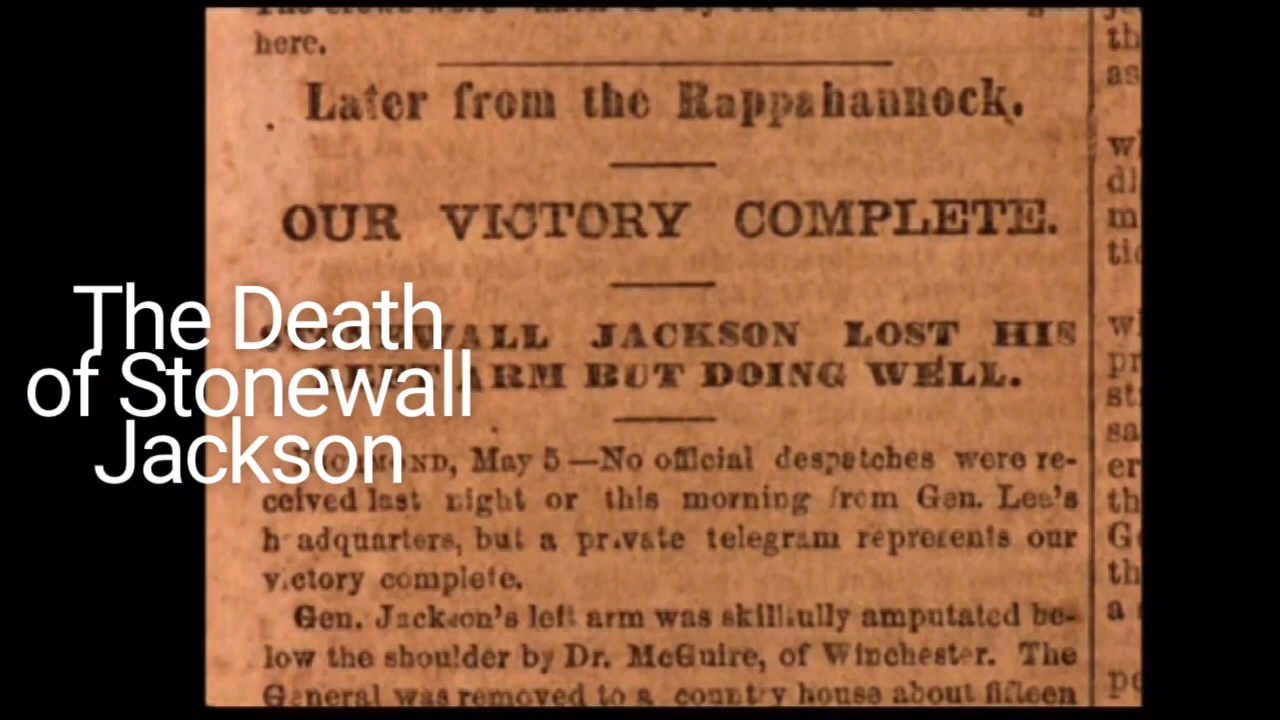 here.
Later from the Rappahannock.
OUR VICTORY COMPLETE.
The Death
of Stonewall
Jackson
JACKSON LOST HIS
ARM BUT DOING WELL.
May 5—No official despatches were re-
ceived last night or this morning from Gen. Lee's
h adquarters, but a private telegram represents our
victory complete.
Gen. Jackson's left arm was skillfully amputated be-
low the shoulder by Dr. McGuire, of Winchester. The
General was removed to a country house about fifteen